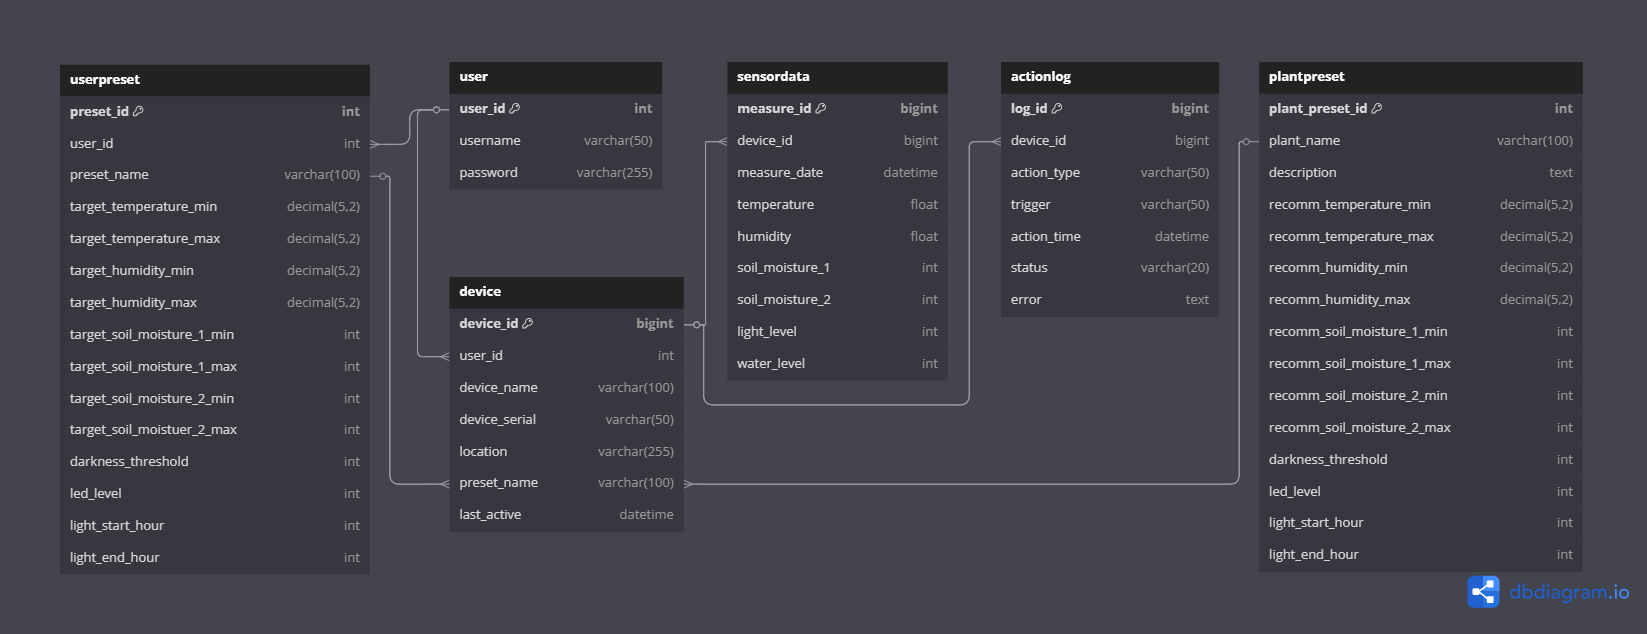 userpreset
preset_id int
user_id int
preset_name varchar(100)
target_temperature_min decimal(5,2)
target_temperature_max decimal(5,2)
target_humidity_min decimal(5,2)
target_humidity_max decimal(5,2)
target_soil_moisture_1_min int
target_soil_moisture_1_max int
target_soil_moisture_2_min int
target_soil_moistuer_2_max int
darkness_threshold int
led_level int
light_start_hour int
light_end_hour int
user
user_id int
username varchar(50)
password varchar(255)
device
device_id bigint
user_id int
device_name varchar(100)
device_serial varchar(50)
location varchar(255)
preset_name varchar(100)
last_active datetime
sensordata
measure_id bigint
device_id bigint
measure_date datetime
temperature float
humidity float
soil_moisture_1 int
soil_moisture_2 int
light_level int
water_level int
actionlog
log_id bigint
device_id bigint
action_type varchar(50)
trigger varchar(50)
action_time datetime
status varchar(20)
error text
plantpreset
plant_preset_id int
plant_name varchar(100)
description text
recomm_temperature_min decimal(5,2)
recomm_temperature_max decimal(5,2)
recomm_humidity_min decimal(5,2)
recomm_humidity_max decimal(5,2)
recomm_soil_moisture_1_min int
recomm_soil_moisture_1_max int
recomm_soil_moisture_2_min int
recomm_soil_moisture_2_max int
darkness_threshold int
led_level int
light_start_hour int
light_end_hour int
dbdiagram.io